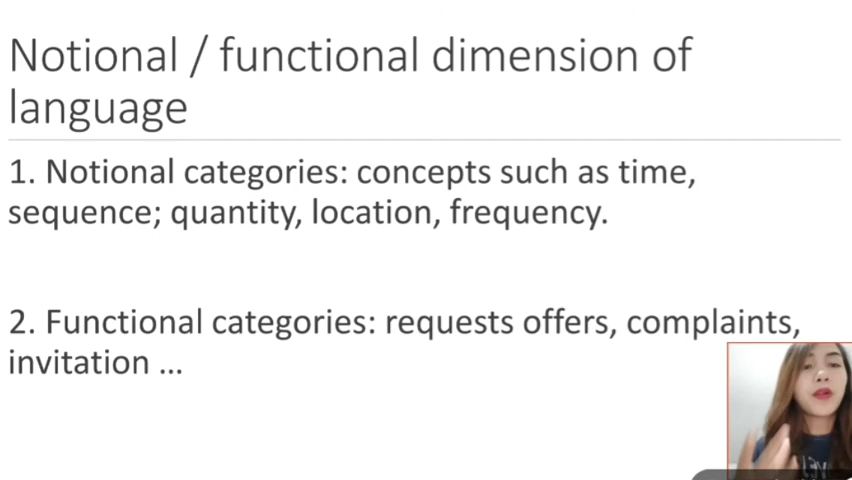 Notional / functional dimension of
language
1. Notional categories: concepts such as time,
sequence; quantity, location, frequency.
2. Functional categories: requests offers, complaints,
invitation ...